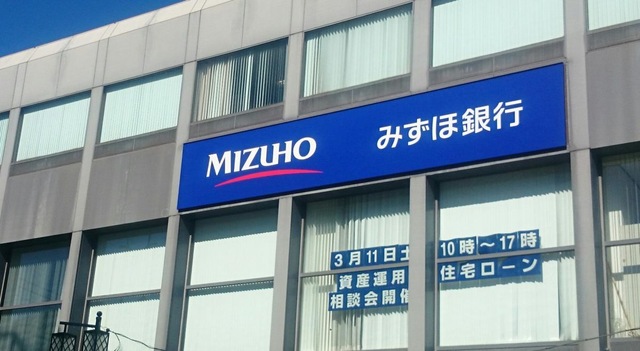 MIZUHO みずほ銀行
3月11日土 10時～17時
資産運用 住宅ローン
相談会開催